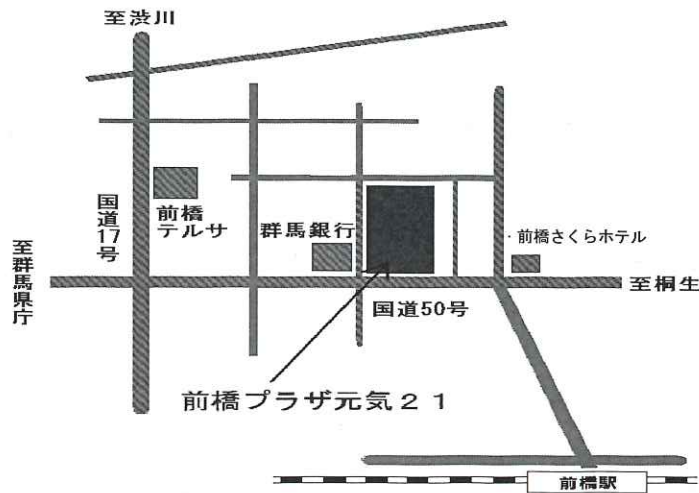 至渋川
国道17号
前橋
テルサ
群馬銀行
・前橋さくらホテル
至群馬県庁
国道50号
至桐生
前橋プラザ元気２１
前橋駅